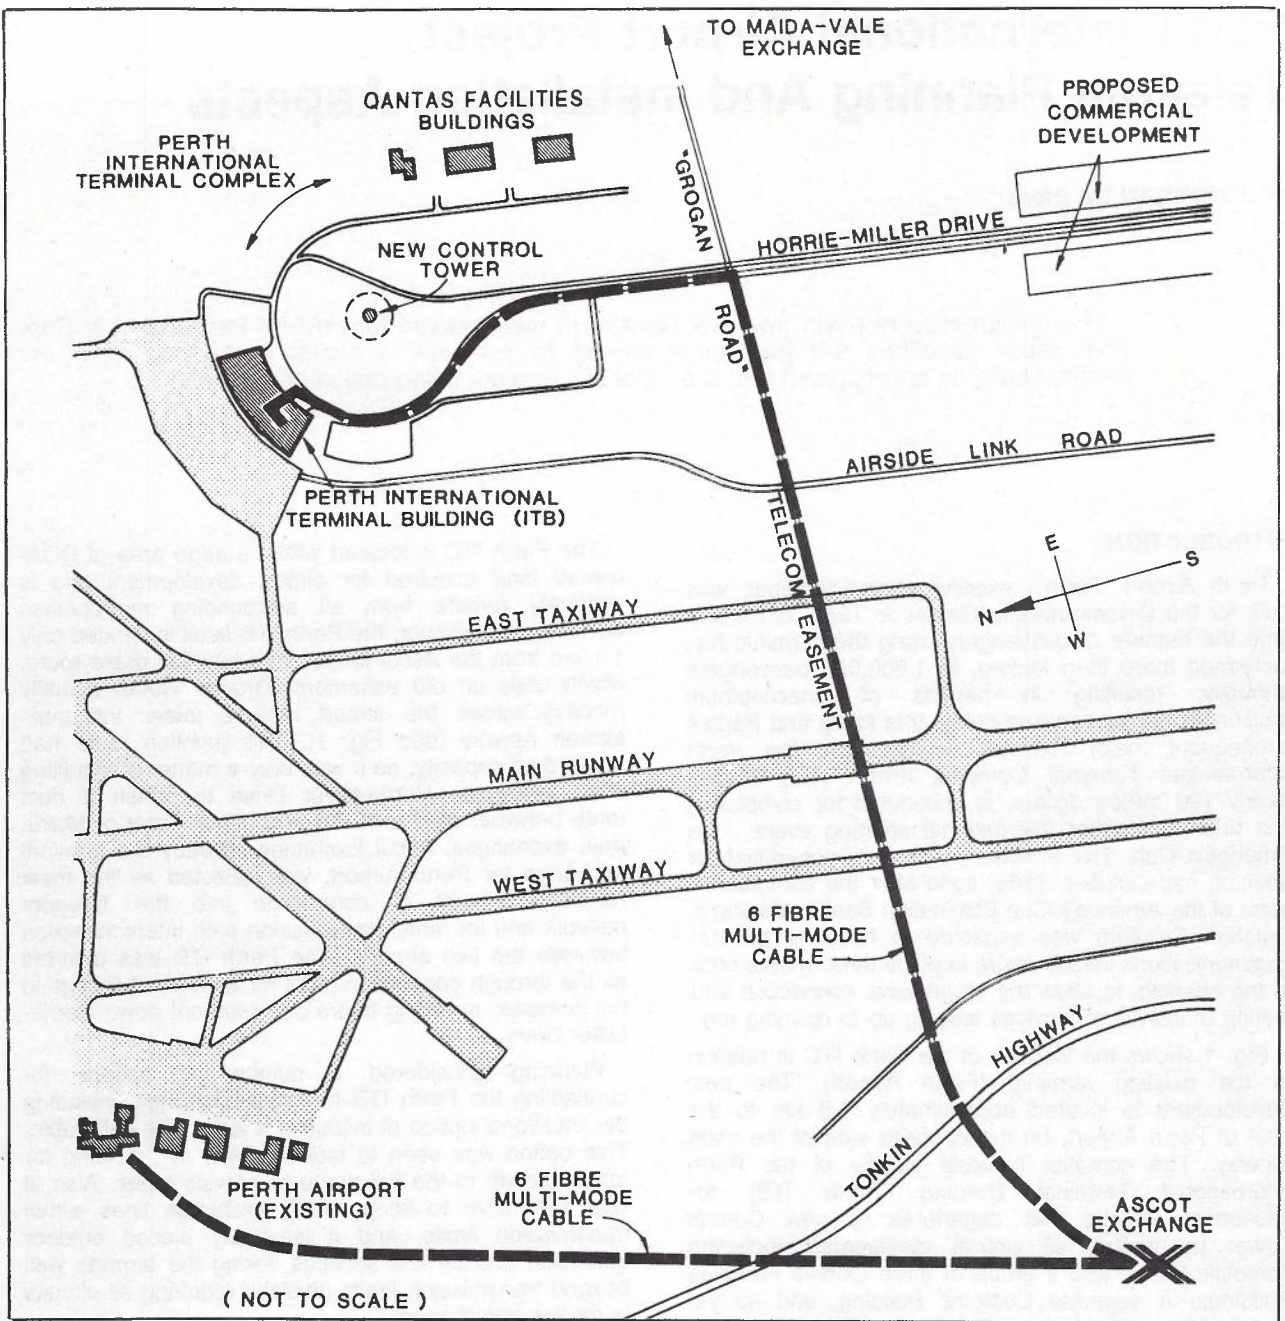 TO MAIDA-VALE
EXCHANGE
QANTAS FACILITIES
BUILDINGS
PROPOSED
COMMERCIAL
DEVELOPMENT
PERTH
INTERNATIONAL
TERMINAL COMPLEX
"GROGAN
ROAD"
HORRIE-MILLER DRIVE
NEW CONTROL
TOWER
AIRSIDE LINK ROAD
PERTH INTERNATIONAL
TERMINAL BUILDING (ITB)
TELECOM EASEMENT
E
S
N
W
EAST TAXIWAY
MAIN RUNWAY
WEST TAXIWAY
6 FIBRE
MULTI-MODE
CABLE
TONKIN HIGHWAY
PERTH AIRPORT
(EXISTING)
6 FIBRE
MULTI-MODE
CABLE
ASCOT
EXCHANGE
( NOT TO SCALE )